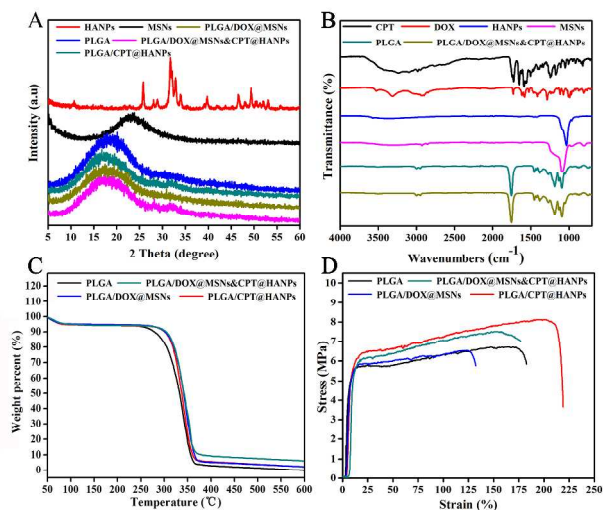 A
HANPs MSNs PLGA/DOX@MSNs
PLGA PLGA/DOX@MSNs&CPT@HANPs
PLGA/CPT@HANPs
Intensity (a.u)
5 10 15 20 25 30 35 40 45 50 55 60
2 Theta (degree)
B
CPT DOX HANPs MSNs
PLGA PLGA/DOX@MSNs&CPT@HANPs
Transmittance (%)
4000 3000 2000 1000
Wavenumbers (cm-1)
C
PLGA PLGA/DOX@MSNs&CPT@HANPs
PLGA/DOX@MSNs PLGA/CPT@HANPs
Weight percent (%)
120
110
100
90
80
70
60
50
40
30
20
10
0
50 100 150 200 250 300 350 400 450 500 550 600
Temperature (℃)
D
PLGA PLGA/DOX@MSNs&CPT@HANPs
PLGA/DOX@MSNs PLGA/CPT@HANPs
Stress (MPa)
10
9
8
7
6
5
4
3
2
1
0
0 25 50 75 100 125 150 175 200 225 250
Strain (%)